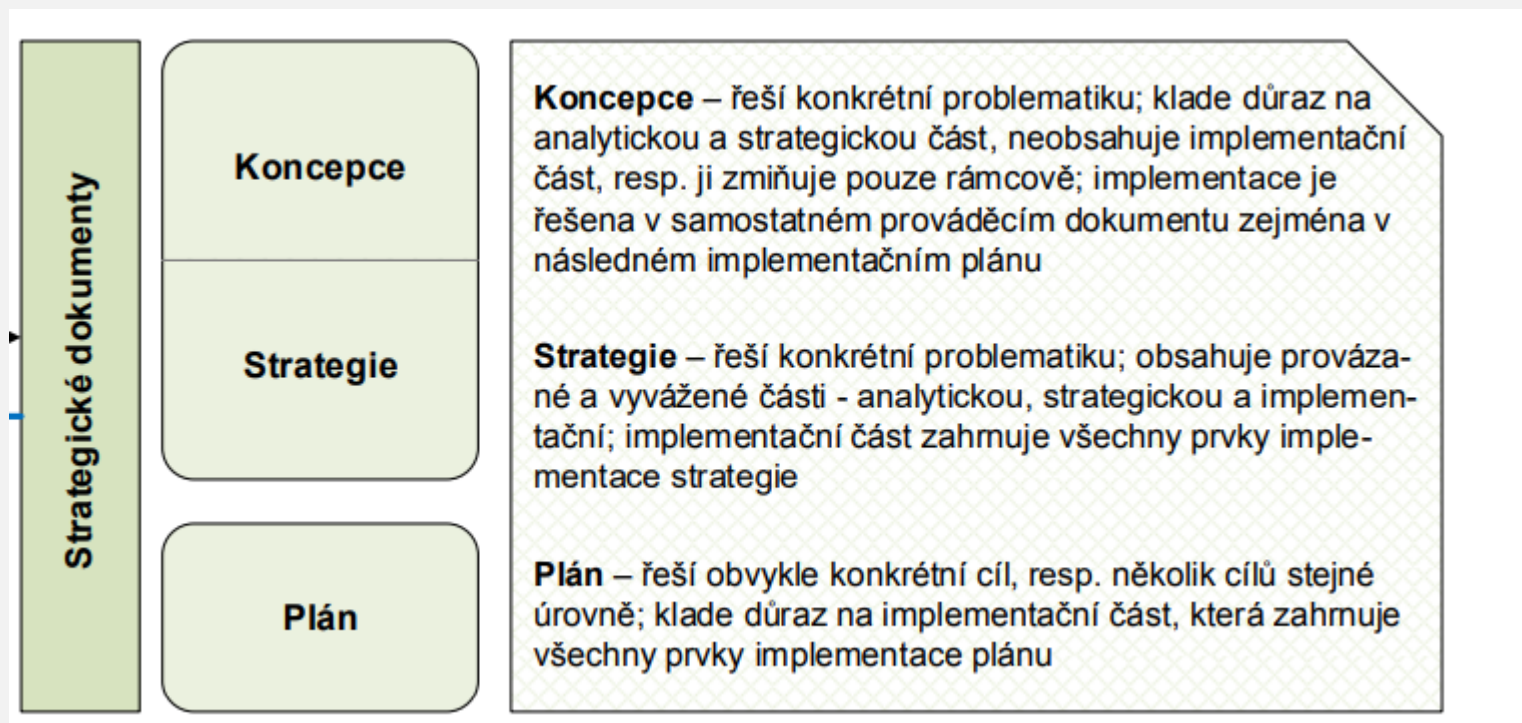 Strategické dokumenty
Koncepce
Strategie
Plán
Koncepce – řeší konkrétní problematiku; klade důraz na
analytickou a strategickou část, neobsahuje implementační
část, resp. ji zmiňuje pouze rámcově; implementace je
řešena v samostatném prováděcím dokumentu zejména v
následném implementačním plánu
Strategie – řeší konkrétní problematiku; obsahuje prováza-
né a vyvážené části - analytickou, strategickou a implemen-
tační; implementační část zahrnuje všechny prvky imple-
mentace strategie
Plán – řeší obvykle konkrétní cíl, resp. několik cílů stejné
úrovně; klade důraz na implementační část, která zahrnuje
všechny prvky implementace plánu